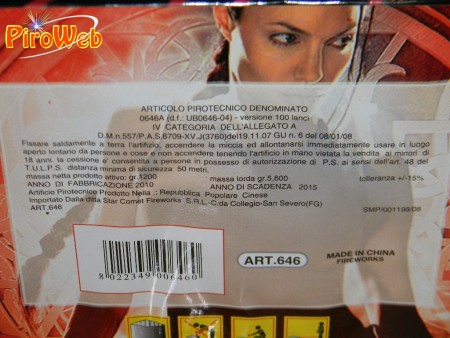 PiroWeb
ARTICOLO PIROTECNICO DENOMINATO
0646A (d.f.: UB0646-04) - versione 100 lanci
IV CATEGORIA DELL'ALLEGATO A
D.M.n.557/P.A.S.6709-XV.J(3760)del19.11.07 GU n. 6 del 08/01/08
Fissare saldamente a terra l'artifizio, accendere la miccia ed allontanarsi immediatamente usare in luogo
aperto lontano da persone e cose e non accendere tenendo l'artificio in mano vietata la vendita ai minori di
18 anni. la cessione e' consentita a persone in possesso di autorizzazione di P.S. ai sensi dell'art. 48 del
T.U.L.P.S. distanza minima di sicurezza 50 metri.
massa netta prodotto attivo: gr.1200 massa lorda gr.5,600 tolleranza +/-15%
ANNO DI FABBRICAZIONE 2010 ANNO DI SCADENZA 2015
Artificio Pirotecnico Prodotto Nella : Repubblica Popolare Cinese
Importato Dalla ditta Star Comet Fireworks S.R.L.C.da Collegio-San Severo(FG)
ART.646 SMP/001198/08
8 022349 006460
ART.646
MADE IN CHINA
FIREWORKS